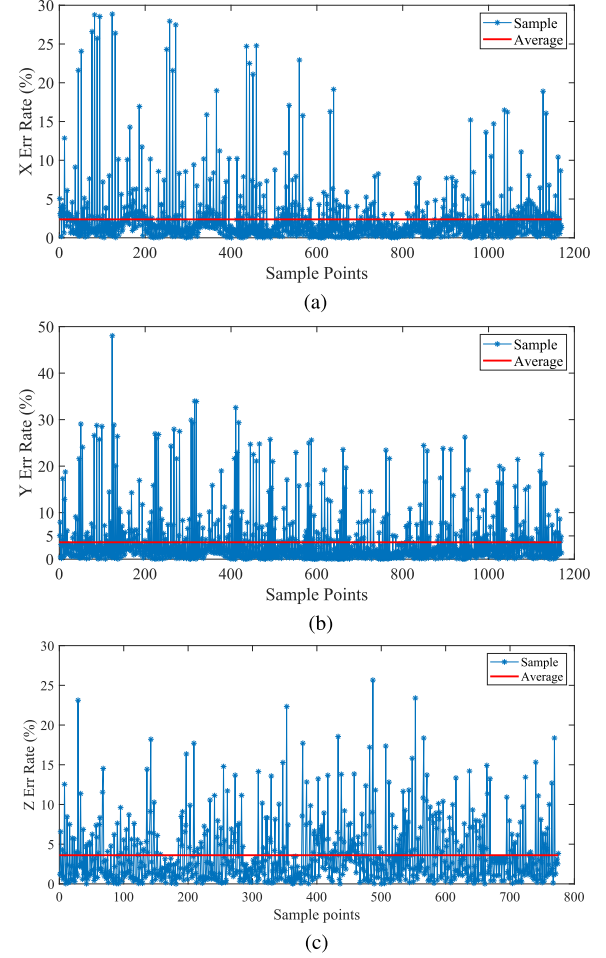 30
25
20
15
10
5
0
X Err Rate (%)
Sample
Average
0 200 400 600 800 1000 1200
Sample Points
(a)
50
40
30
20
10
5
0
Y Err Rate (%)
Sample
Average
0 200 400 600 800 1000 1200
Sample Points
(b)
30
25
20
15
10
5
0
Z Err Rate (%)
Sample
Average
0 100 200 300 400 500 600 700 800
Sample points
(c)